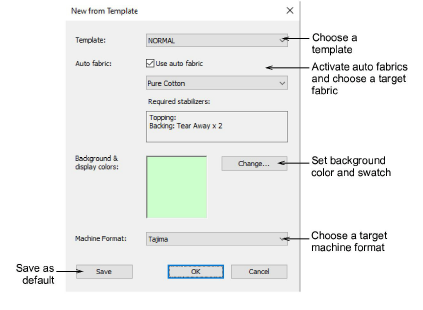 New from Template
Template:
NORMAL
Choose a
template
Auto fabric:
Use auto fabric
Activate auto fabrics
and choose a target
fabric
Pure Cotton
Required stabilizers:
Topping:
Backing: Tear Away x 2
Background &
display colors:
Change...
Set background
color and swatch
Machine Format:
Tajima
Choose a target
machine format
Save as
default
Save
OK
Cancel